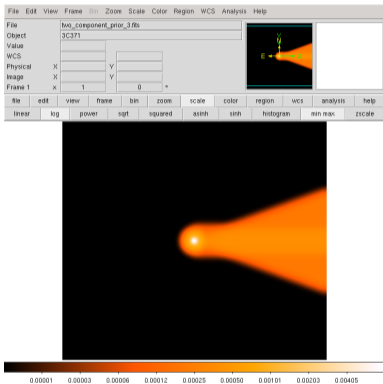 File Edit View Frame Bin Zoom Scale Color Region WCS Analysis Help
File two_component_prior_3.fits
Object 3C371
Value
WCS
Physical X Y
Image X Y
Frame 1 x 1 0 °
E
file edit view frame bin zoom scale color region wcs analysis help
linear log power sqrt squared asinh sinh histogram min max zscale
0.00001 0.00003 0.00006 0.00012 0.00025 0.00050 0.00101 0.00203 0.00405